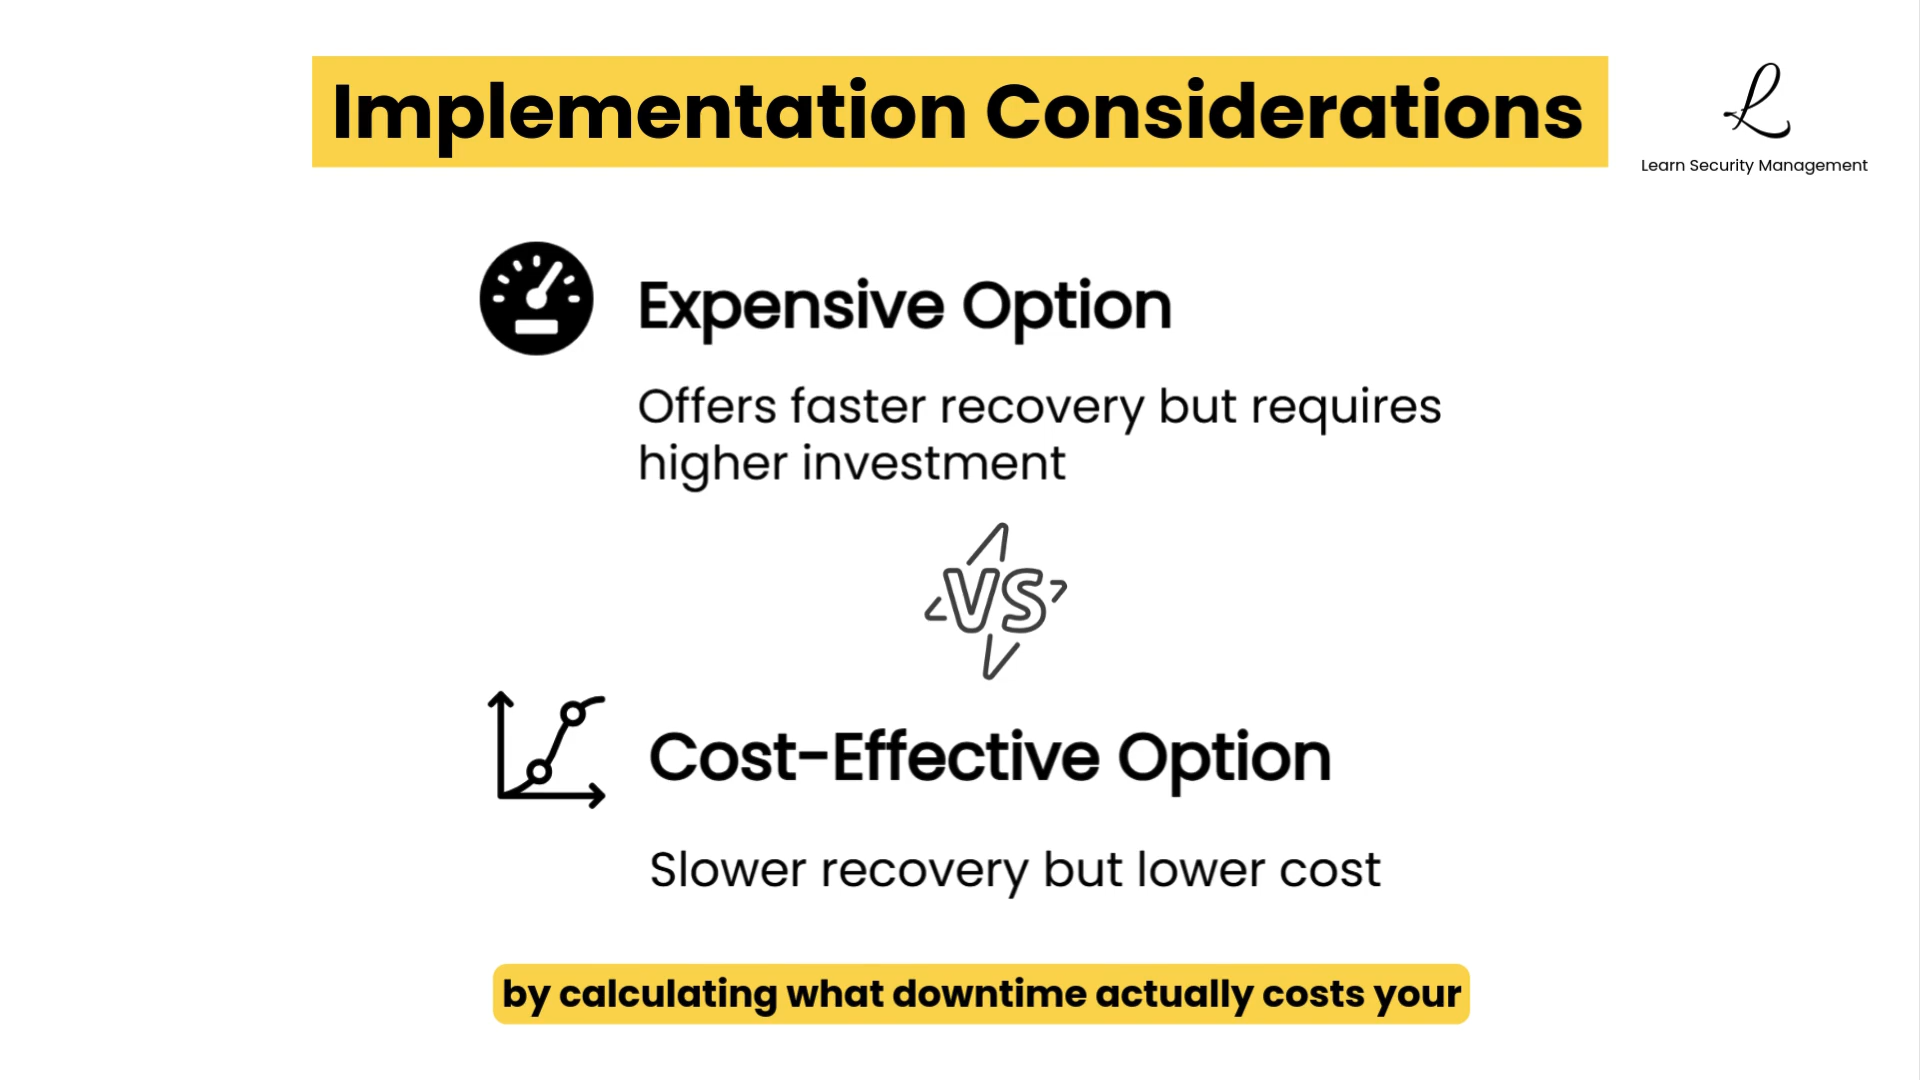 Implementation Considerations
L
Learn Security Management
Expensive Option
Offers faster recovery but requires
higher investment
VS
Cost-Effective Option
Slower recovery but lower cost
by calculating what downtime actually costs your